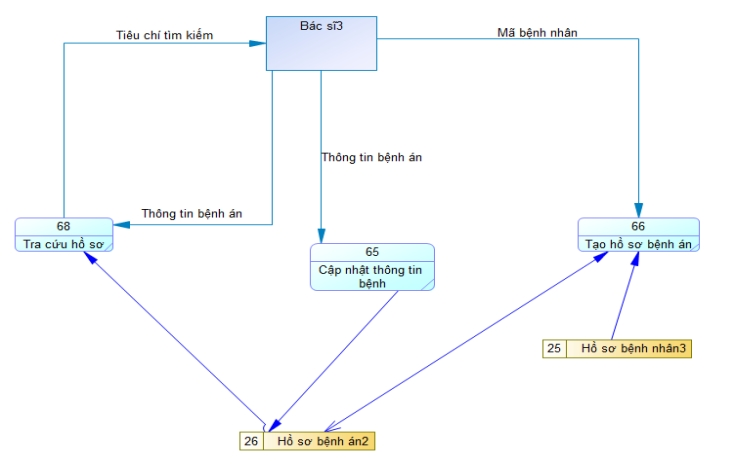 Bác sĩ3
Tiêu chí tìm kiếm
Mã bệnh nhân
Thông tin bệnh án
Thông tin bệnh án
68
Tra cứu hồ sơ
66
Tạo hồ sơ bệnh án
65
Cập nhật thông tin
bệnh
25 Hồ sơ bệnh nhân3
26 Hồ sơ bệnh án2